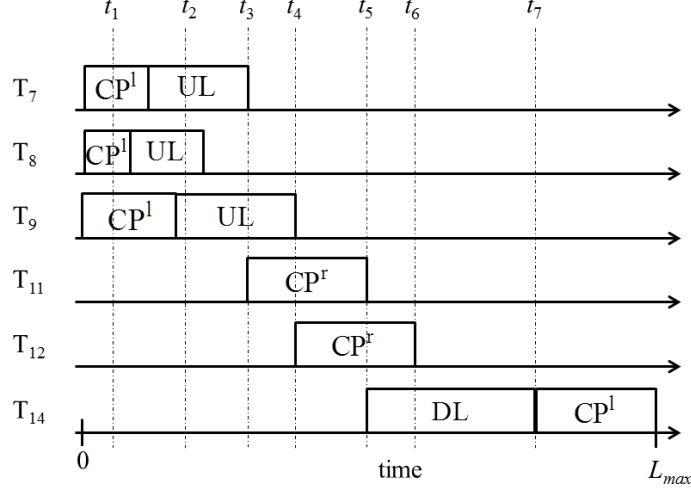 t₁ t₂ t₃ t₄ t₅ t₆ t₇
T₇ CPˡ UL
T₈ CPˡ UL
T₉ CPˡ UL
T₁₁ CPʳ
T₁₂ CPʳ
T₁₄ DL CPˡ
0 time Lₘₐₓ